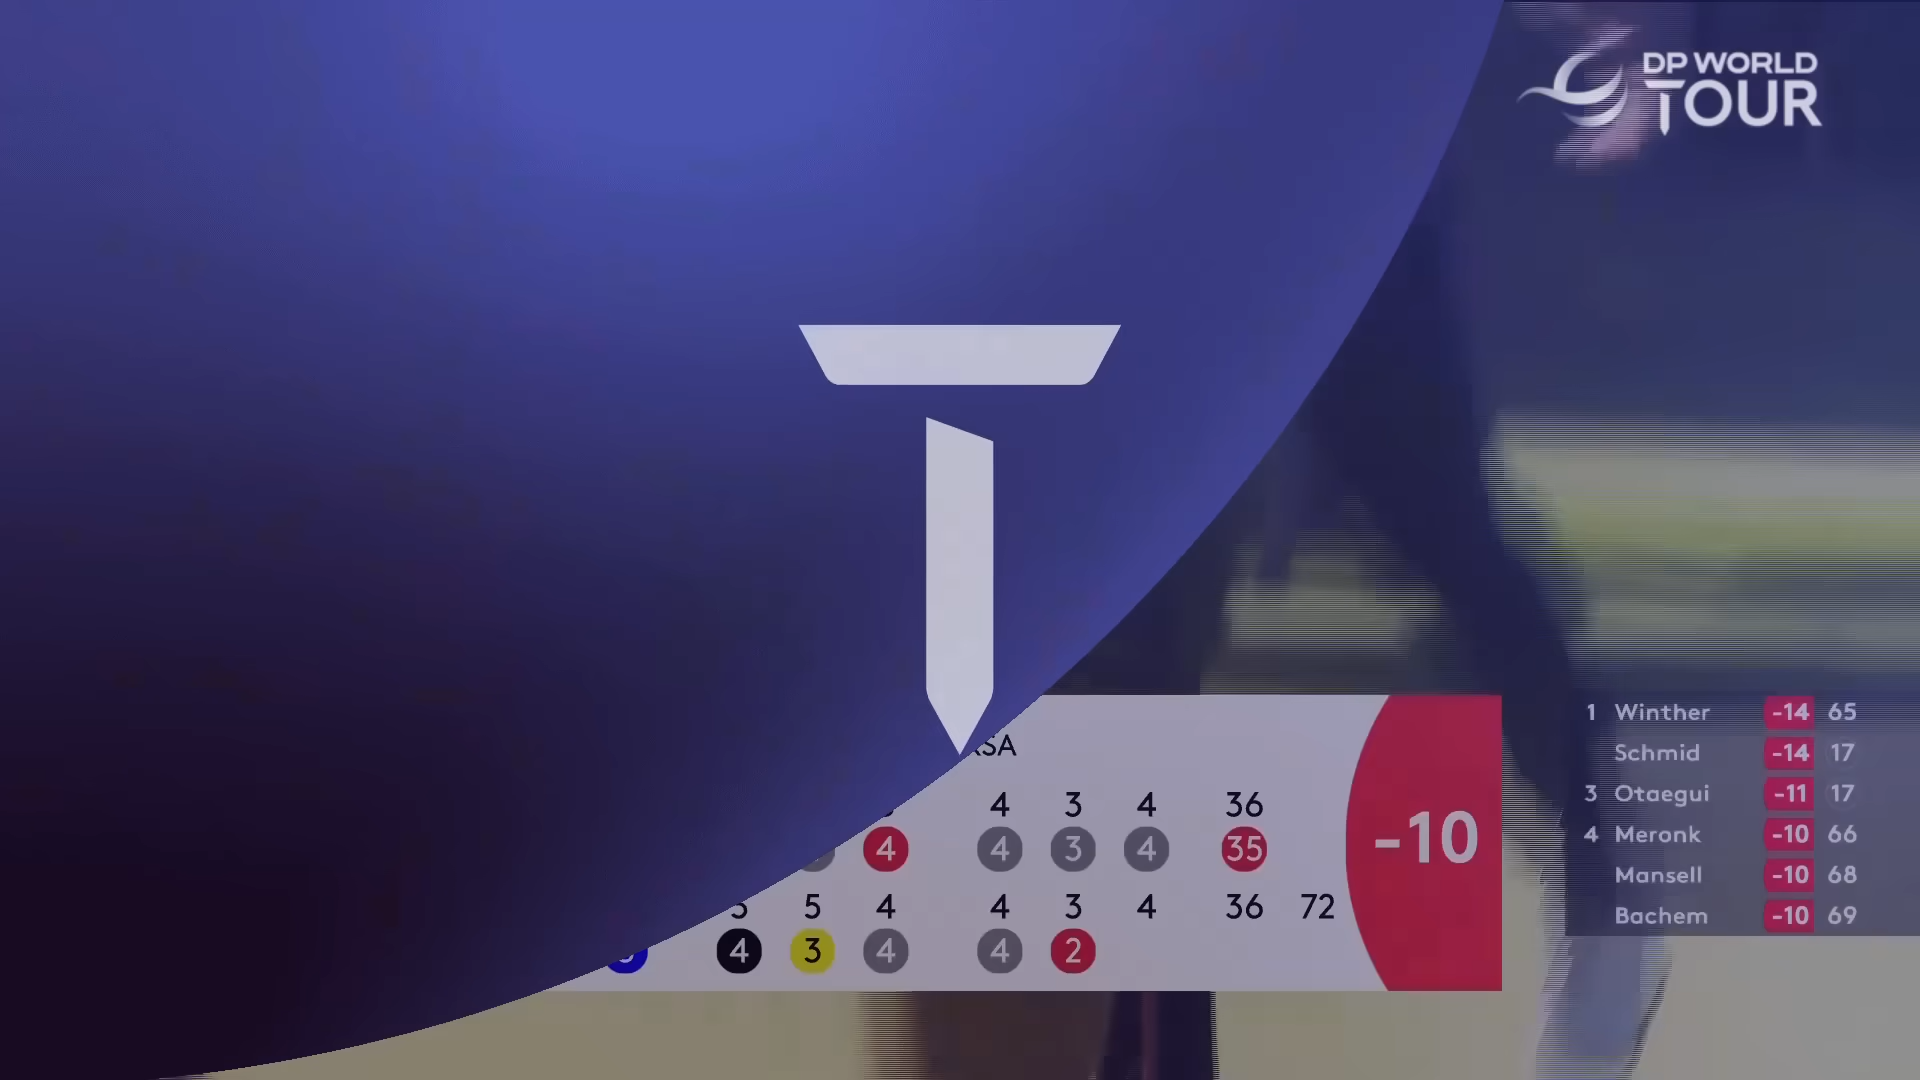 DP WORLD
TOUR
RSA
4 3 4 36
4 4 3 4 35
5 4 4 3 4 36 72
4 3 4 4 2
-10
1 Winther -14 65
Schmid -14 17
3 Otaegui -11 17
4 Meronk -10 66
Mansell -10 68
Bachem -10 69